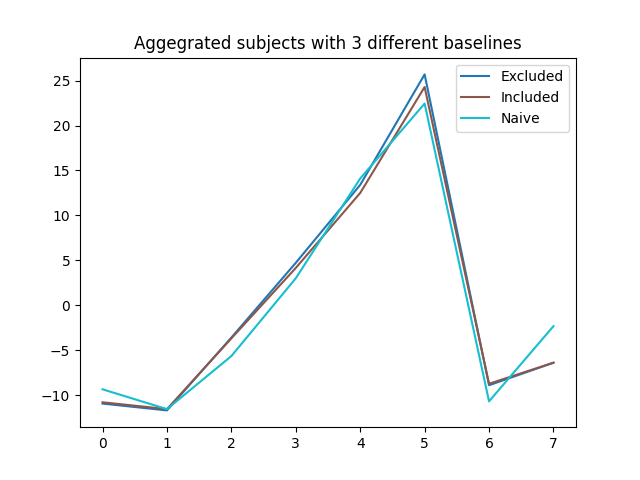 Aggegrated subjects with 3 different baselines
Excluded
Included
Naive
25
20
15
10
5
0
−5
−10
0 1 2 3 4 5 6 7